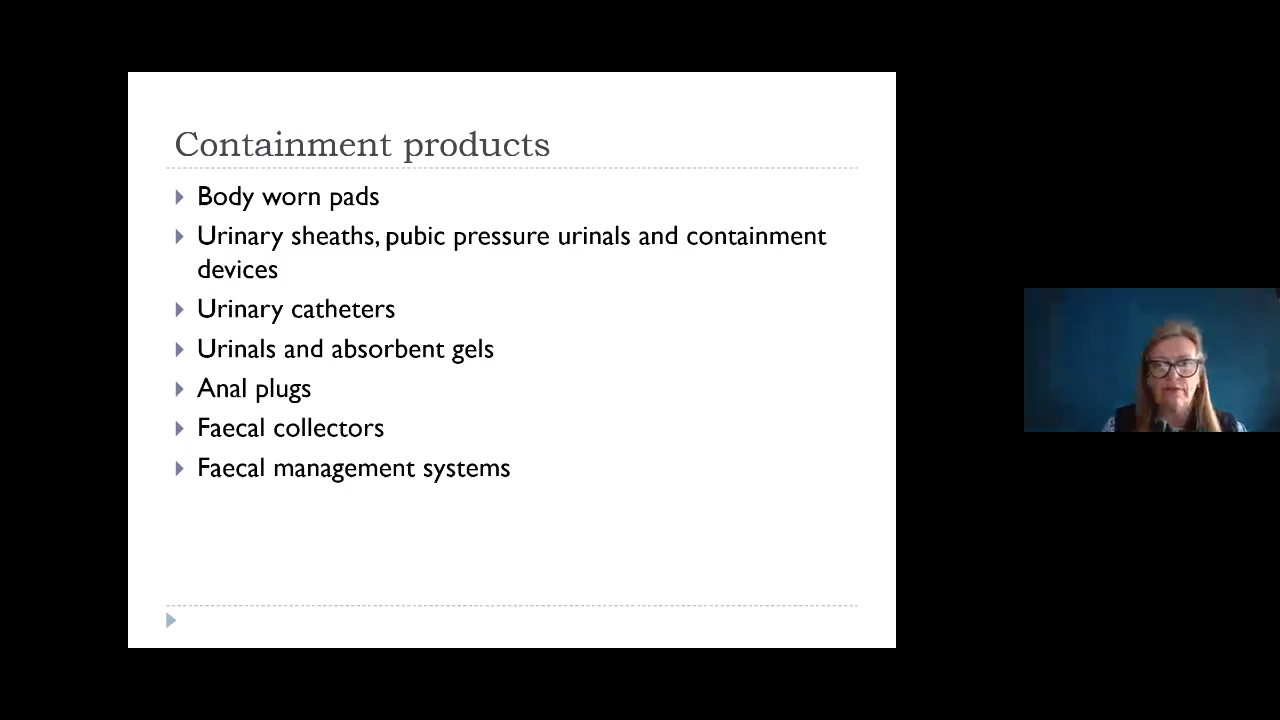 Containment products
Body worn pads
Urinary sheaths, pubic pressure urinals and containment
devices
Urinary catheters
Urinals and absorbent gels
Anal plugs
Faecal collectors
Faecal management systems